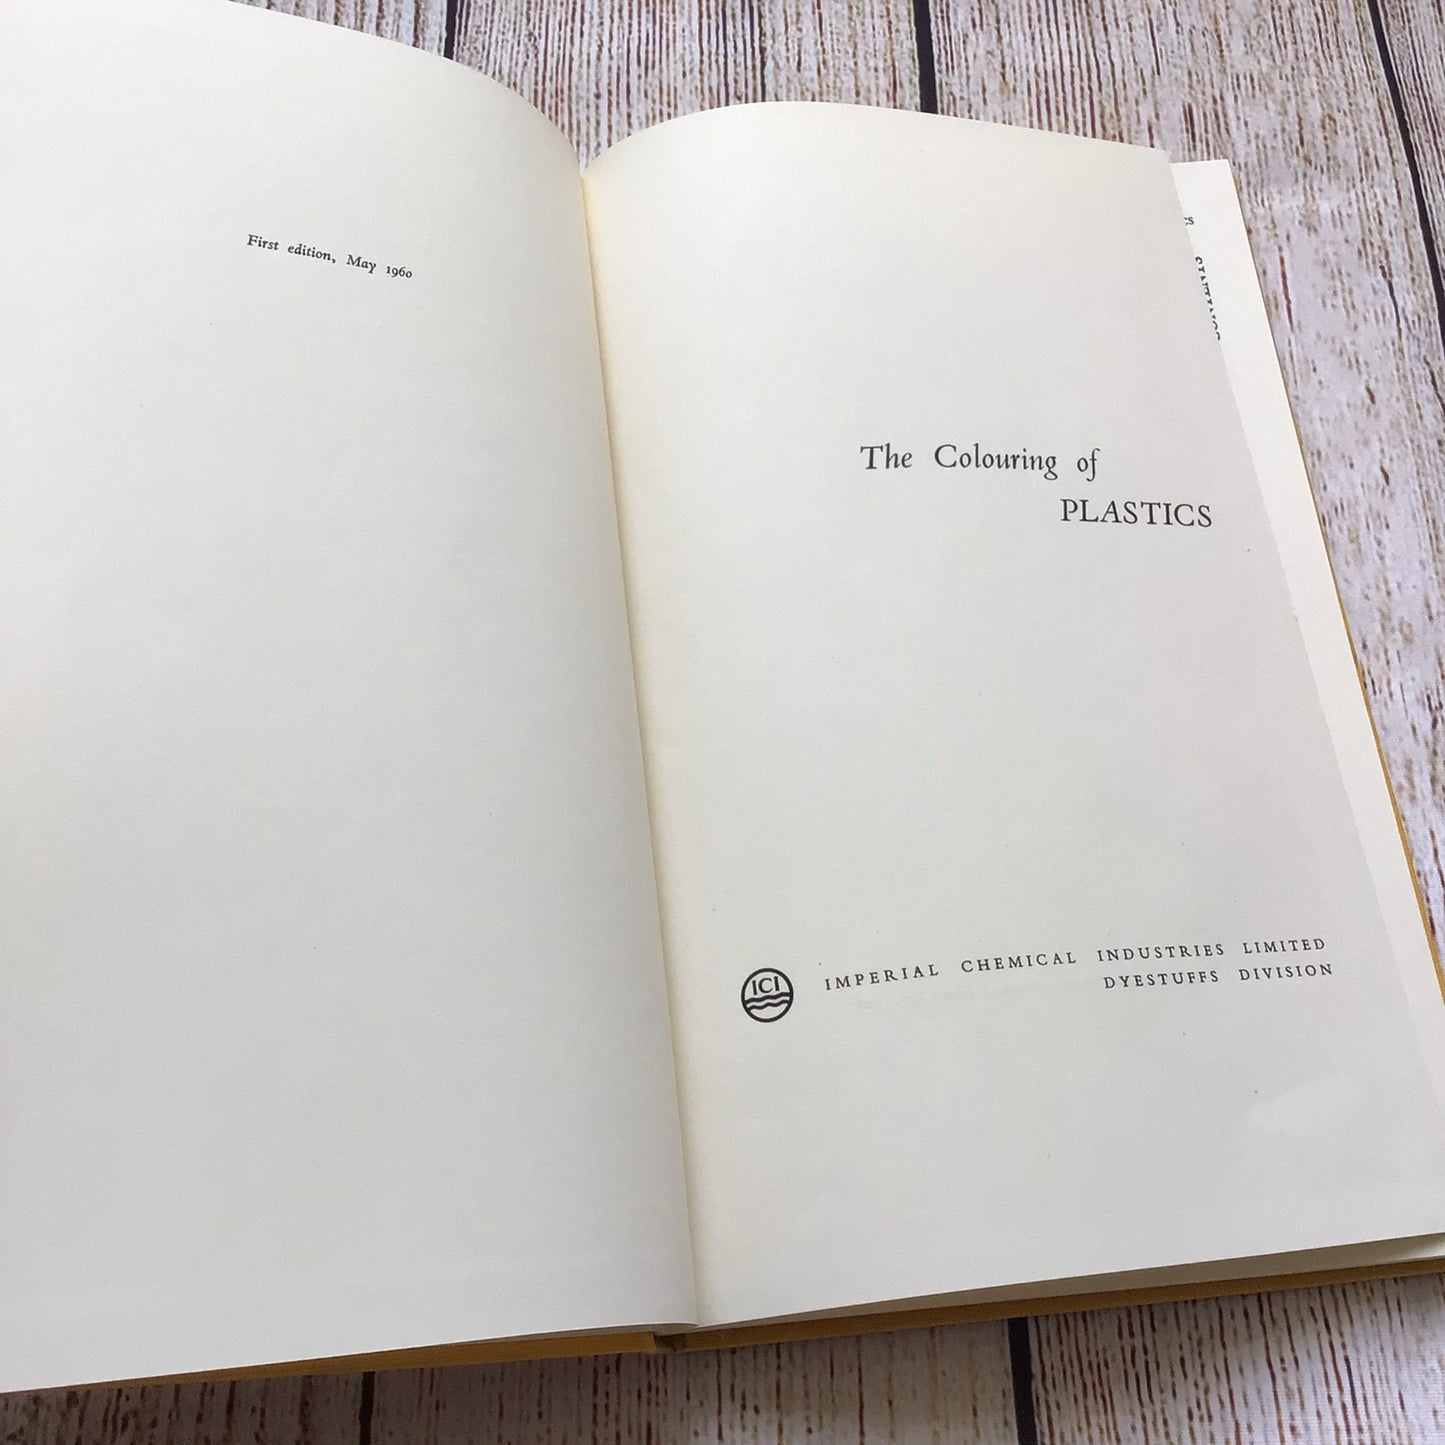 First edition, May 1960
The Colouring of
PLASTICS
ICI
IMPERIAL CHEMICAL INDUSTRIES LIMITED
DYESTUFFS DIVISION